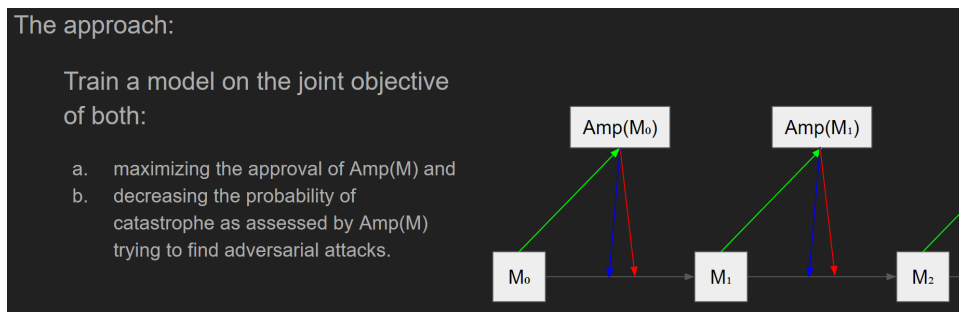 The approach:
Train a model on the joint objective
of both:
a. maximizing the approval of Amp(M) and
b. decreasing the probability of
catastrophe as assessed by Amp(M)
trying to find adversarial attacks.
Amp(M₀)
Amp(M₁)
M₀
M₁
M₂